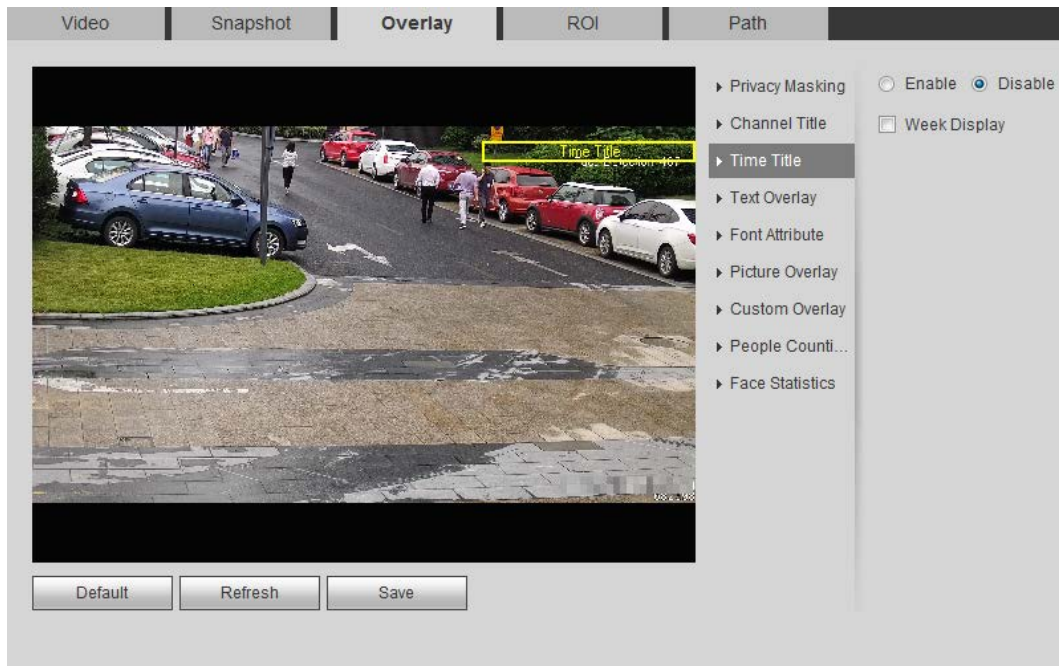 Video Snapshot Overlay ROI Path
Privacy Masking
Channel Title
Time Title
Text Overlay
Font Attribute
Picture Overlay
Custom Overlay
People Counti...
Face Statistics
Enable Disable
Week Display
Time Title
Default Refresh Save